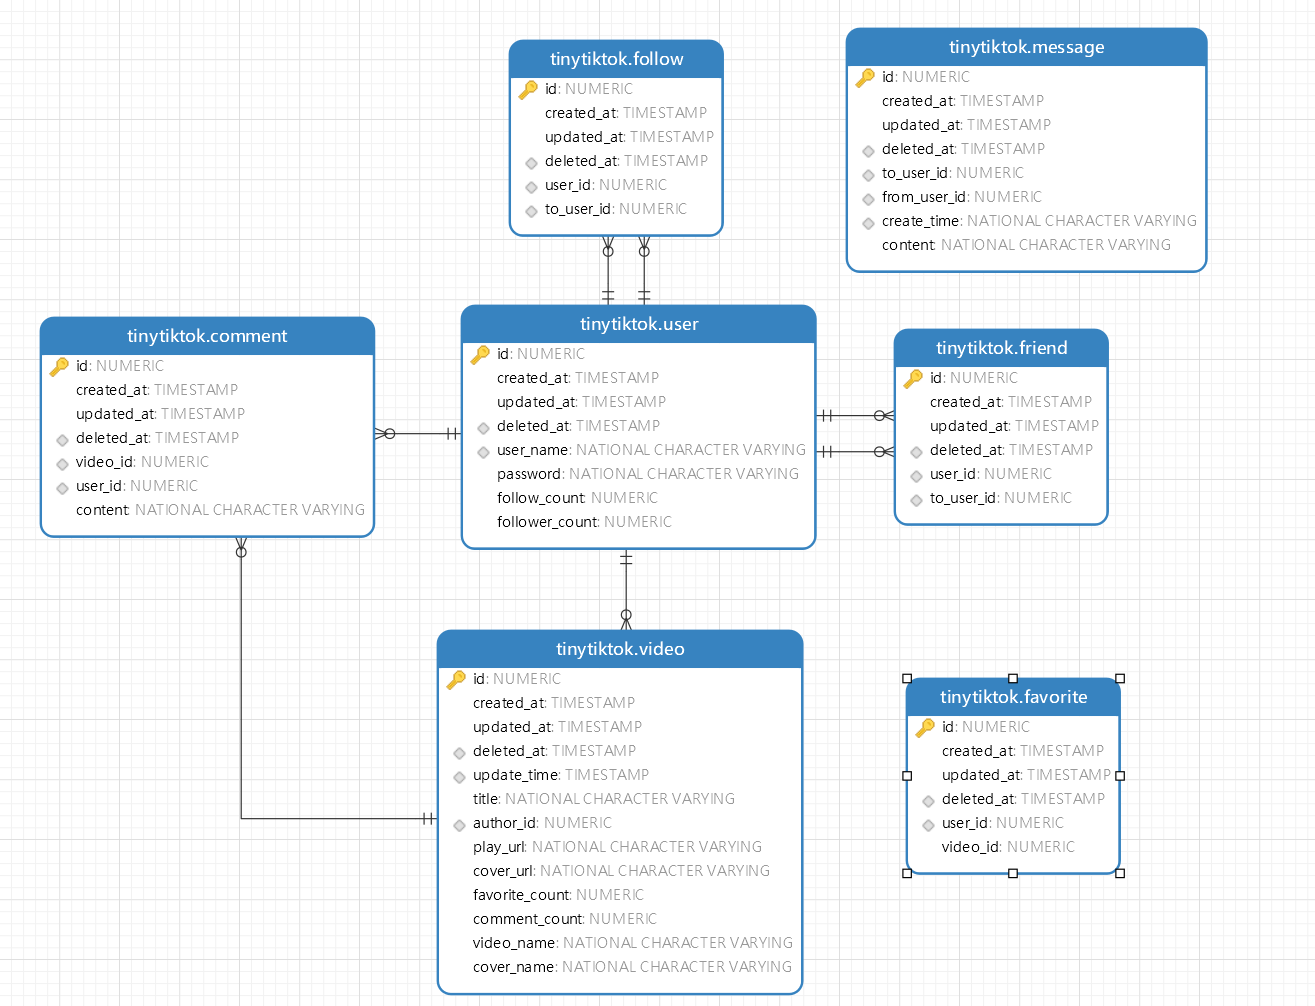 tinytiktok.follow
id: NUMERIC
created_at: TIMESTAMP
updated_at: TIMESTAMP
deleted_at: TIMESTAMP
user_id: NUMERIC
to_user_id: NUMERIC
tinytiktok.message
id: NUMERIC
created_at: TIMESTAMP
updated_at: TIMESTAMP
deleted_at: TIMESTAMP
to_user_id: NUMERIC
from_user_id: NUMERIC
create_time: NATIONAL CHARACTER VARYING
content: NATIONAL CHARACTER VARYING
tinytiktok.comment
id: NUMERIC
created_at: TIMESTAMP
updated_at: TIMESTAMP
deleted_at: TIMESTAMP
video_id: NUMERIC
user_id: NUMERIC
content: NATIONAL CHARACTER VARYING
tinytiktok.user
id: NUMERIC
created_at: TIMESTAMP
updated_at: TIMESTAMP
deleted_at: TIMESTAMP
user_name: NATIONAL CHARACTER VARYING
password: NATIONAL CHARACTER VARYING
follow_count: NUMERIC
follower_count: NUMERIC
tinytiktok.friend
id: NUMERIC
created_at: TIMESTAMP
updated_at: TIMESTAMP
deleted_at: TIMESTAMP
user_id: NUMERIC
to_user_id: NUMERIC
tinytiktok.video
id: NUMERIC
created_at: TIMESTAMP
updated_at: TIMESTAMP
deleted_at: TIMESTAMP
update_time: TIMESTAMP
title: NATIONAL CHARACTER VARYING
author_id: NUMERIC
play_url: NATIONAL CHARACTER VARYING
cover_url: NATIONAL CHARACTER VARYING
favorite_count: NUMERIC
comment_count: NUMERIC
video_name: NATIONAL CHARACTER VARYING
cover_name: NATIONAL CHARACTER VARYING
tinytiktok.favorite
id: NUMERIC
created_at: TIMESTAMP
updated_at: TIMESTAMP
deleted_at: TIMESTAMP
user_id: NUMERIC
video_id: NUMERIC